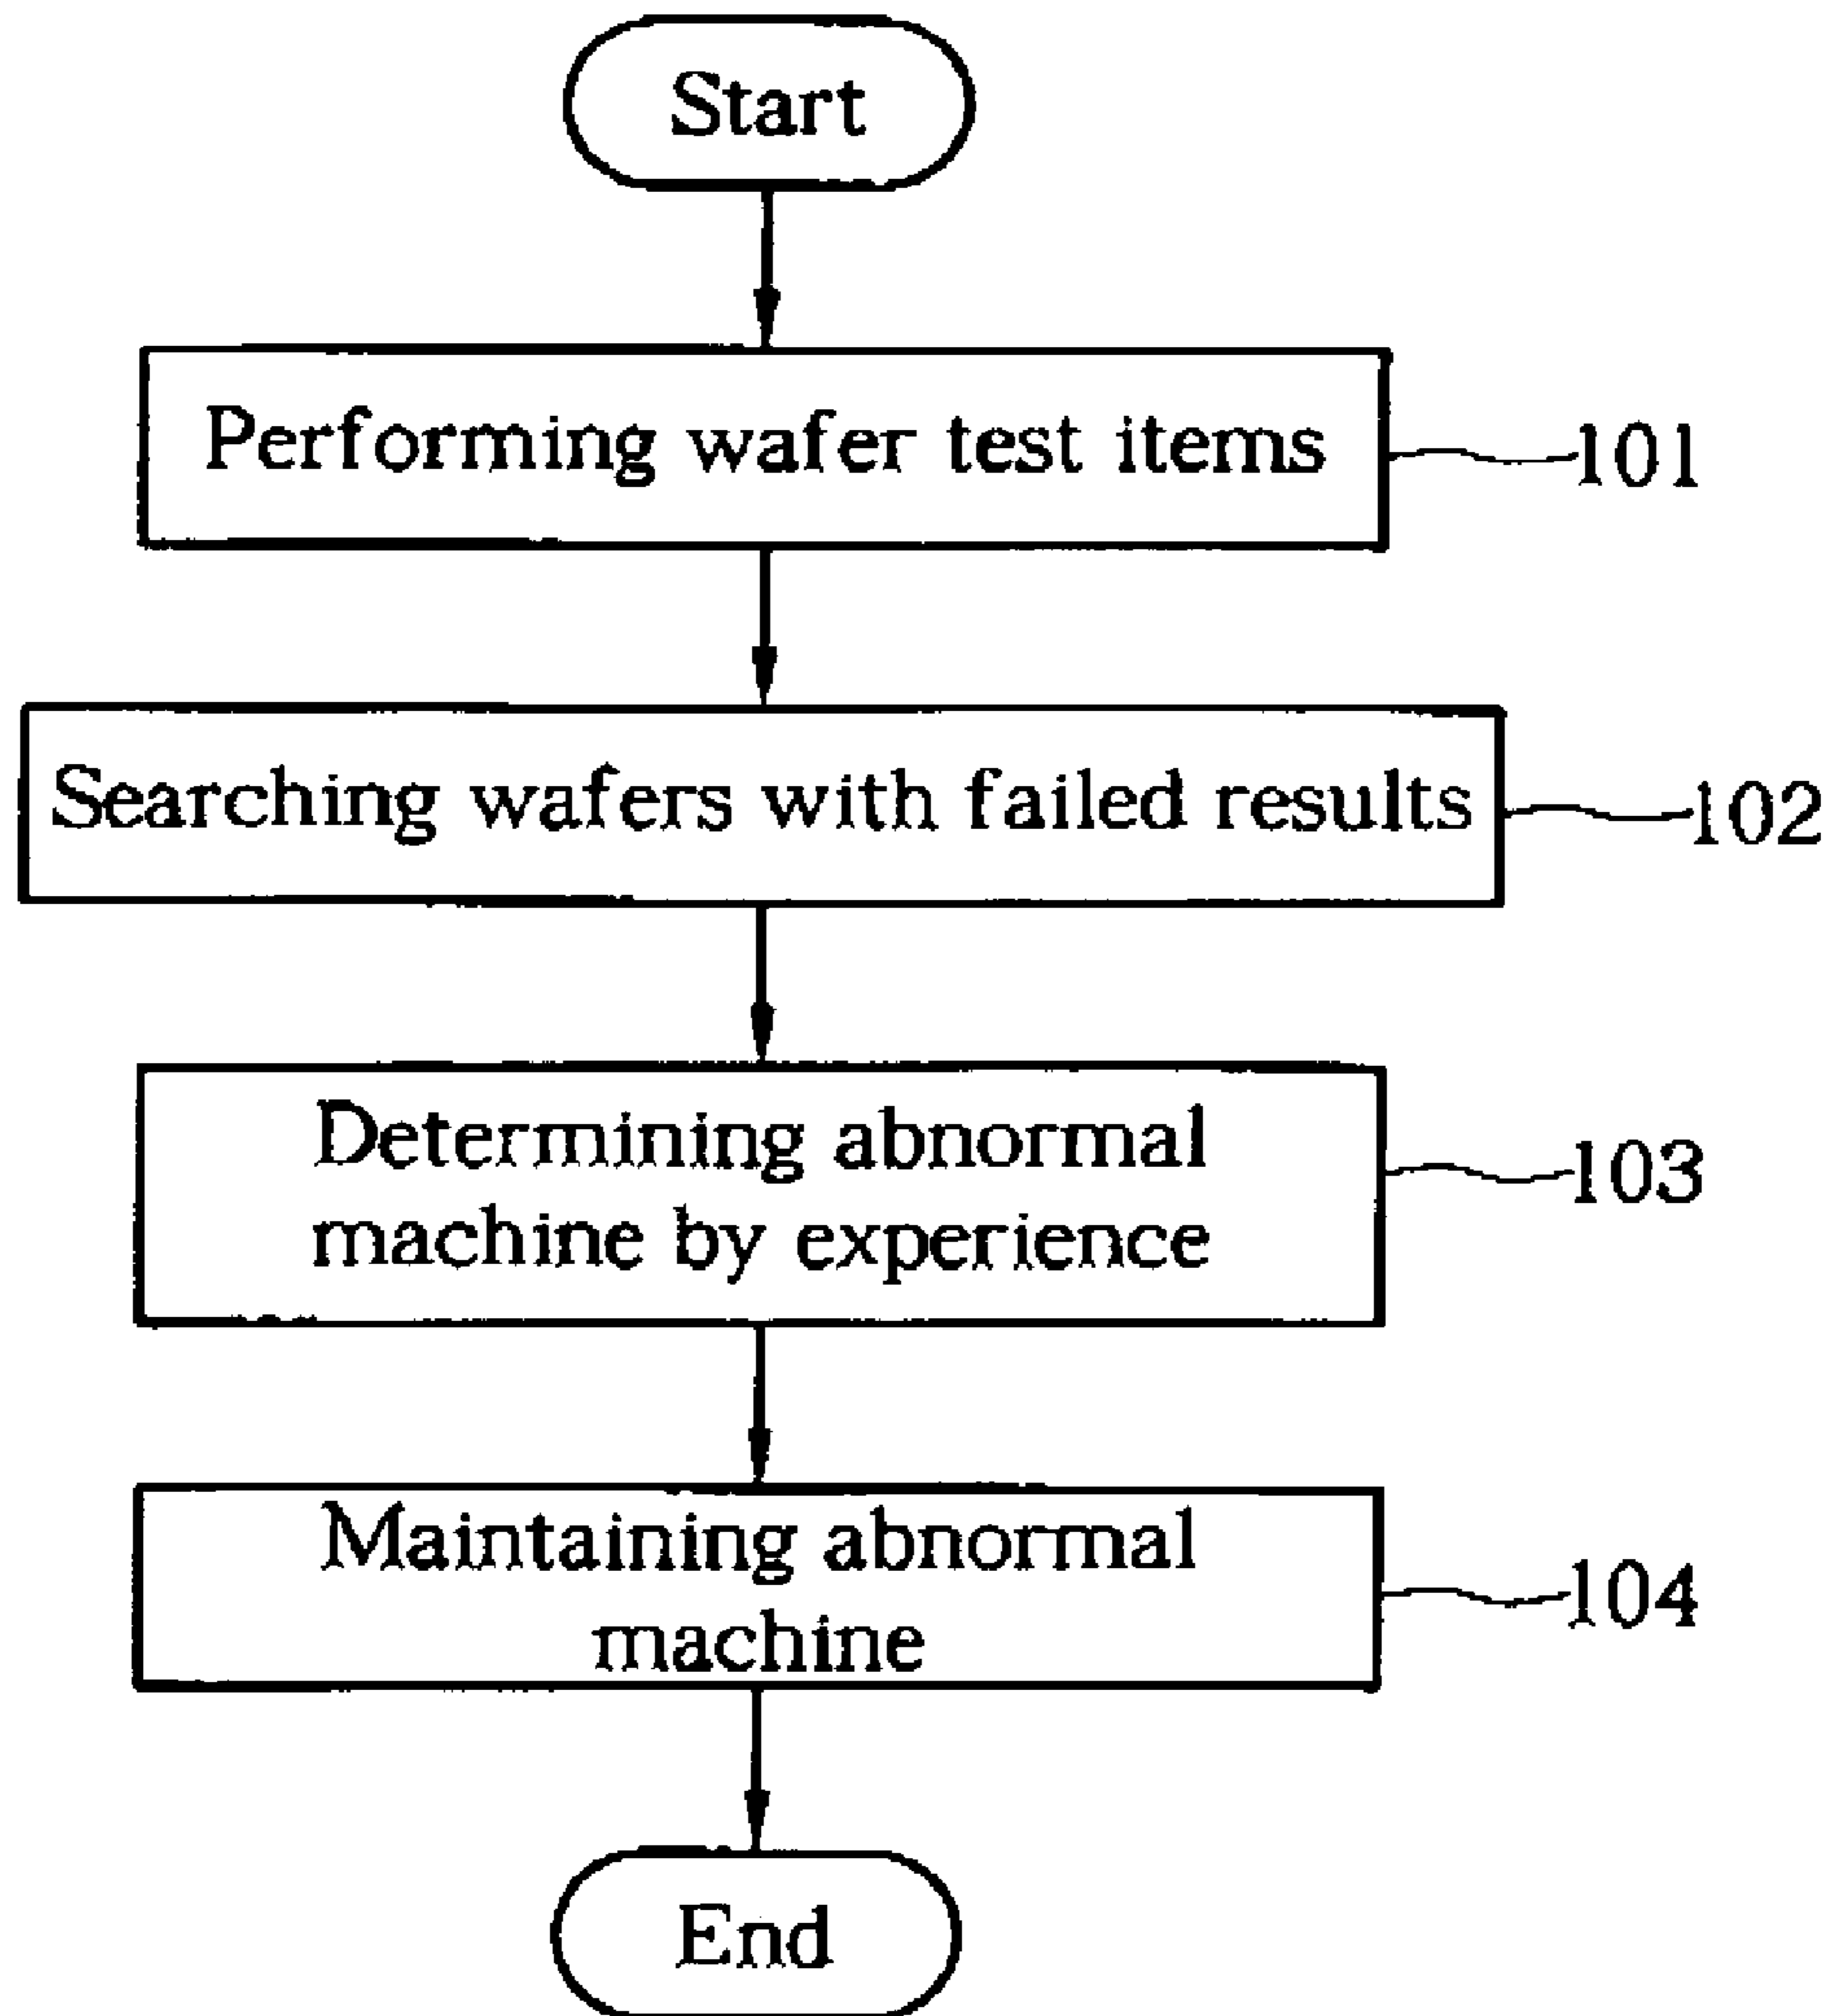 Start
Performing wafer test items
101
Searching wafers with failed results
102
Determining abnormal
machine by experience
103
Maintaining abnormal
machine
104
End